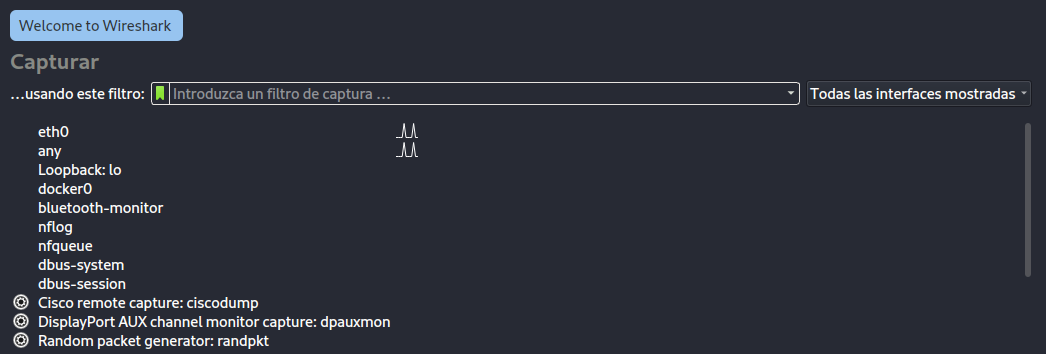 Welcome to Wireshark
Capturar
...usando este filtro: Introduzca un filtro de captura ... Todas las interfaces mostradas
eth0
any
Loopback: lo
docker0
bluetooth-monitor
nflog
nfqueue
dbus-system
dbus-session
Cisco remote capture: ciscodump
DisplayPort AUX channel monitor capture: dpauxmon
Random packet generator: randpkt